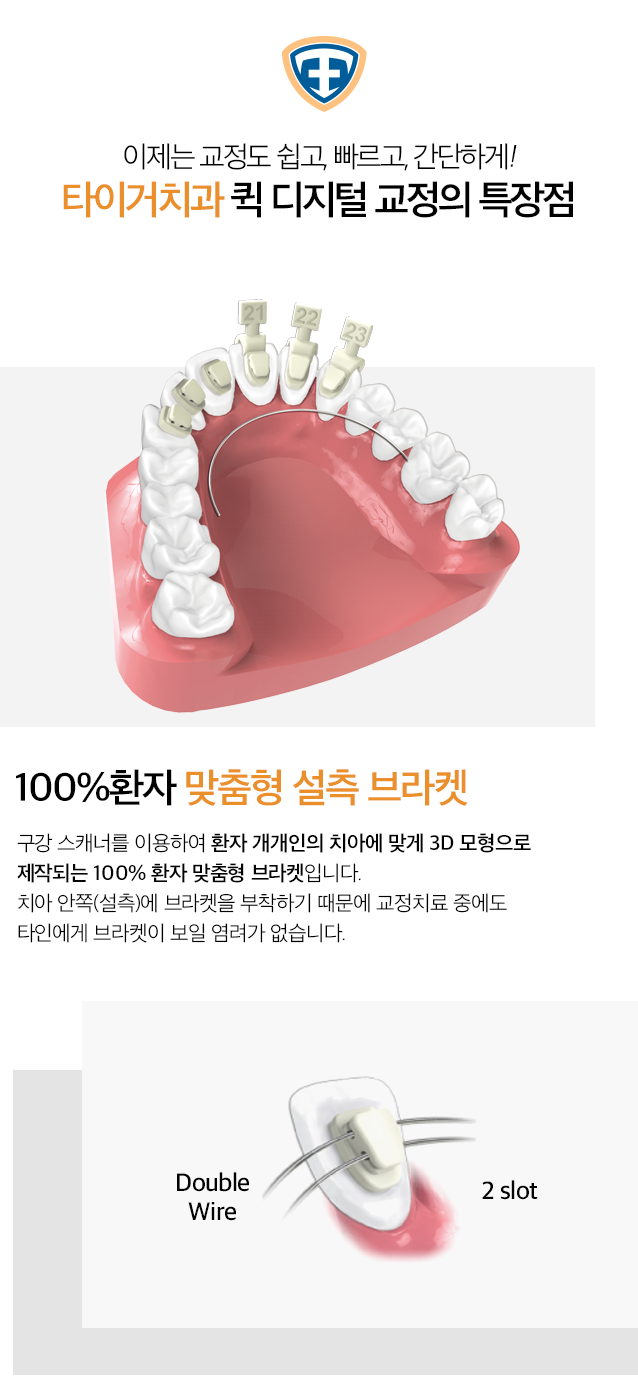 이제는 교정도 쉽고, 빠르고, 간단하게!
타이거치과 퀵 디지털 교정의 특장점
21
22
23
100%환자 맞춤형 설측 브라켓
구강 스캐너를 이용하여 환자 개개인의 치아에 맞게 3D 모형으로
제작되는 100% 환자 맞춤형 브라켓입니다.
치아 안쪽(설측)에 브라켓을 부착하기 때문에 교정치료 중에도
타인에게 브라켓이 보일 염려가 없습니다.
Double
Wire
2 slot